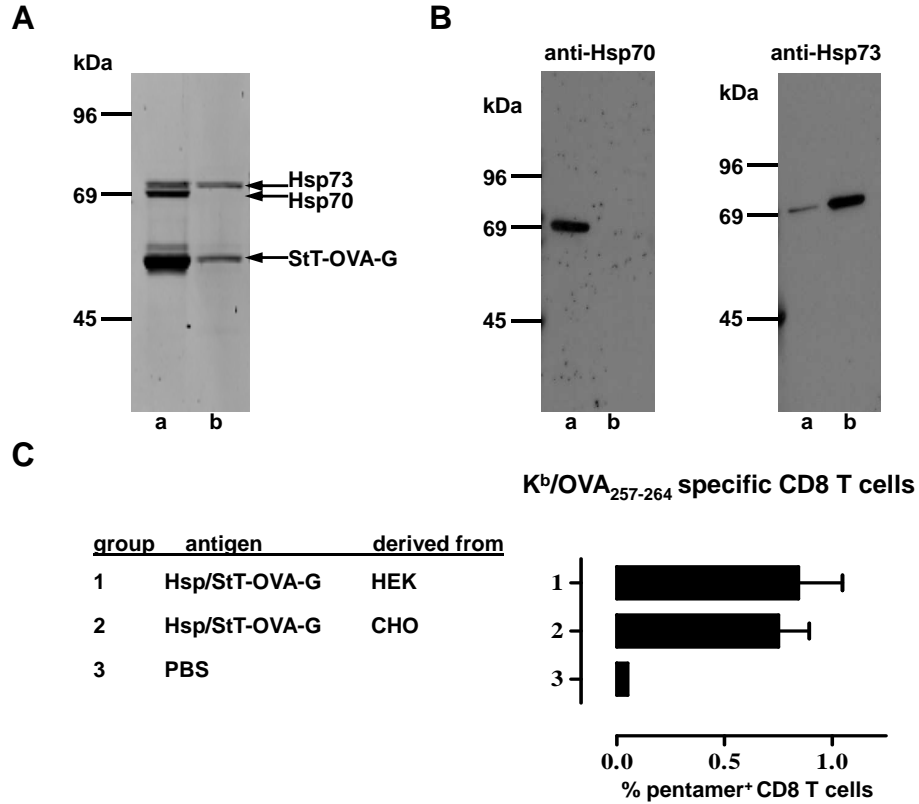 A
kDa
96
69
45
Hsp73
Hsp70
StT-OVA-G
a b
B
anti-Hsp70
kDa
96
69
45
a b
anti-Hsp73
kDa
96
69
45
a b
C
group antigen derived from
1 Hsp/StT-OVA-G HEK
2 Hsp/StT-OVA-G CHO
3 PBS
Kᵇ/OVA₂₅₇₋₂₆₄ specific CD8 T cells
1
2
3
0.0 0.5 1.0
% pentamer⁺ CD8 T cells